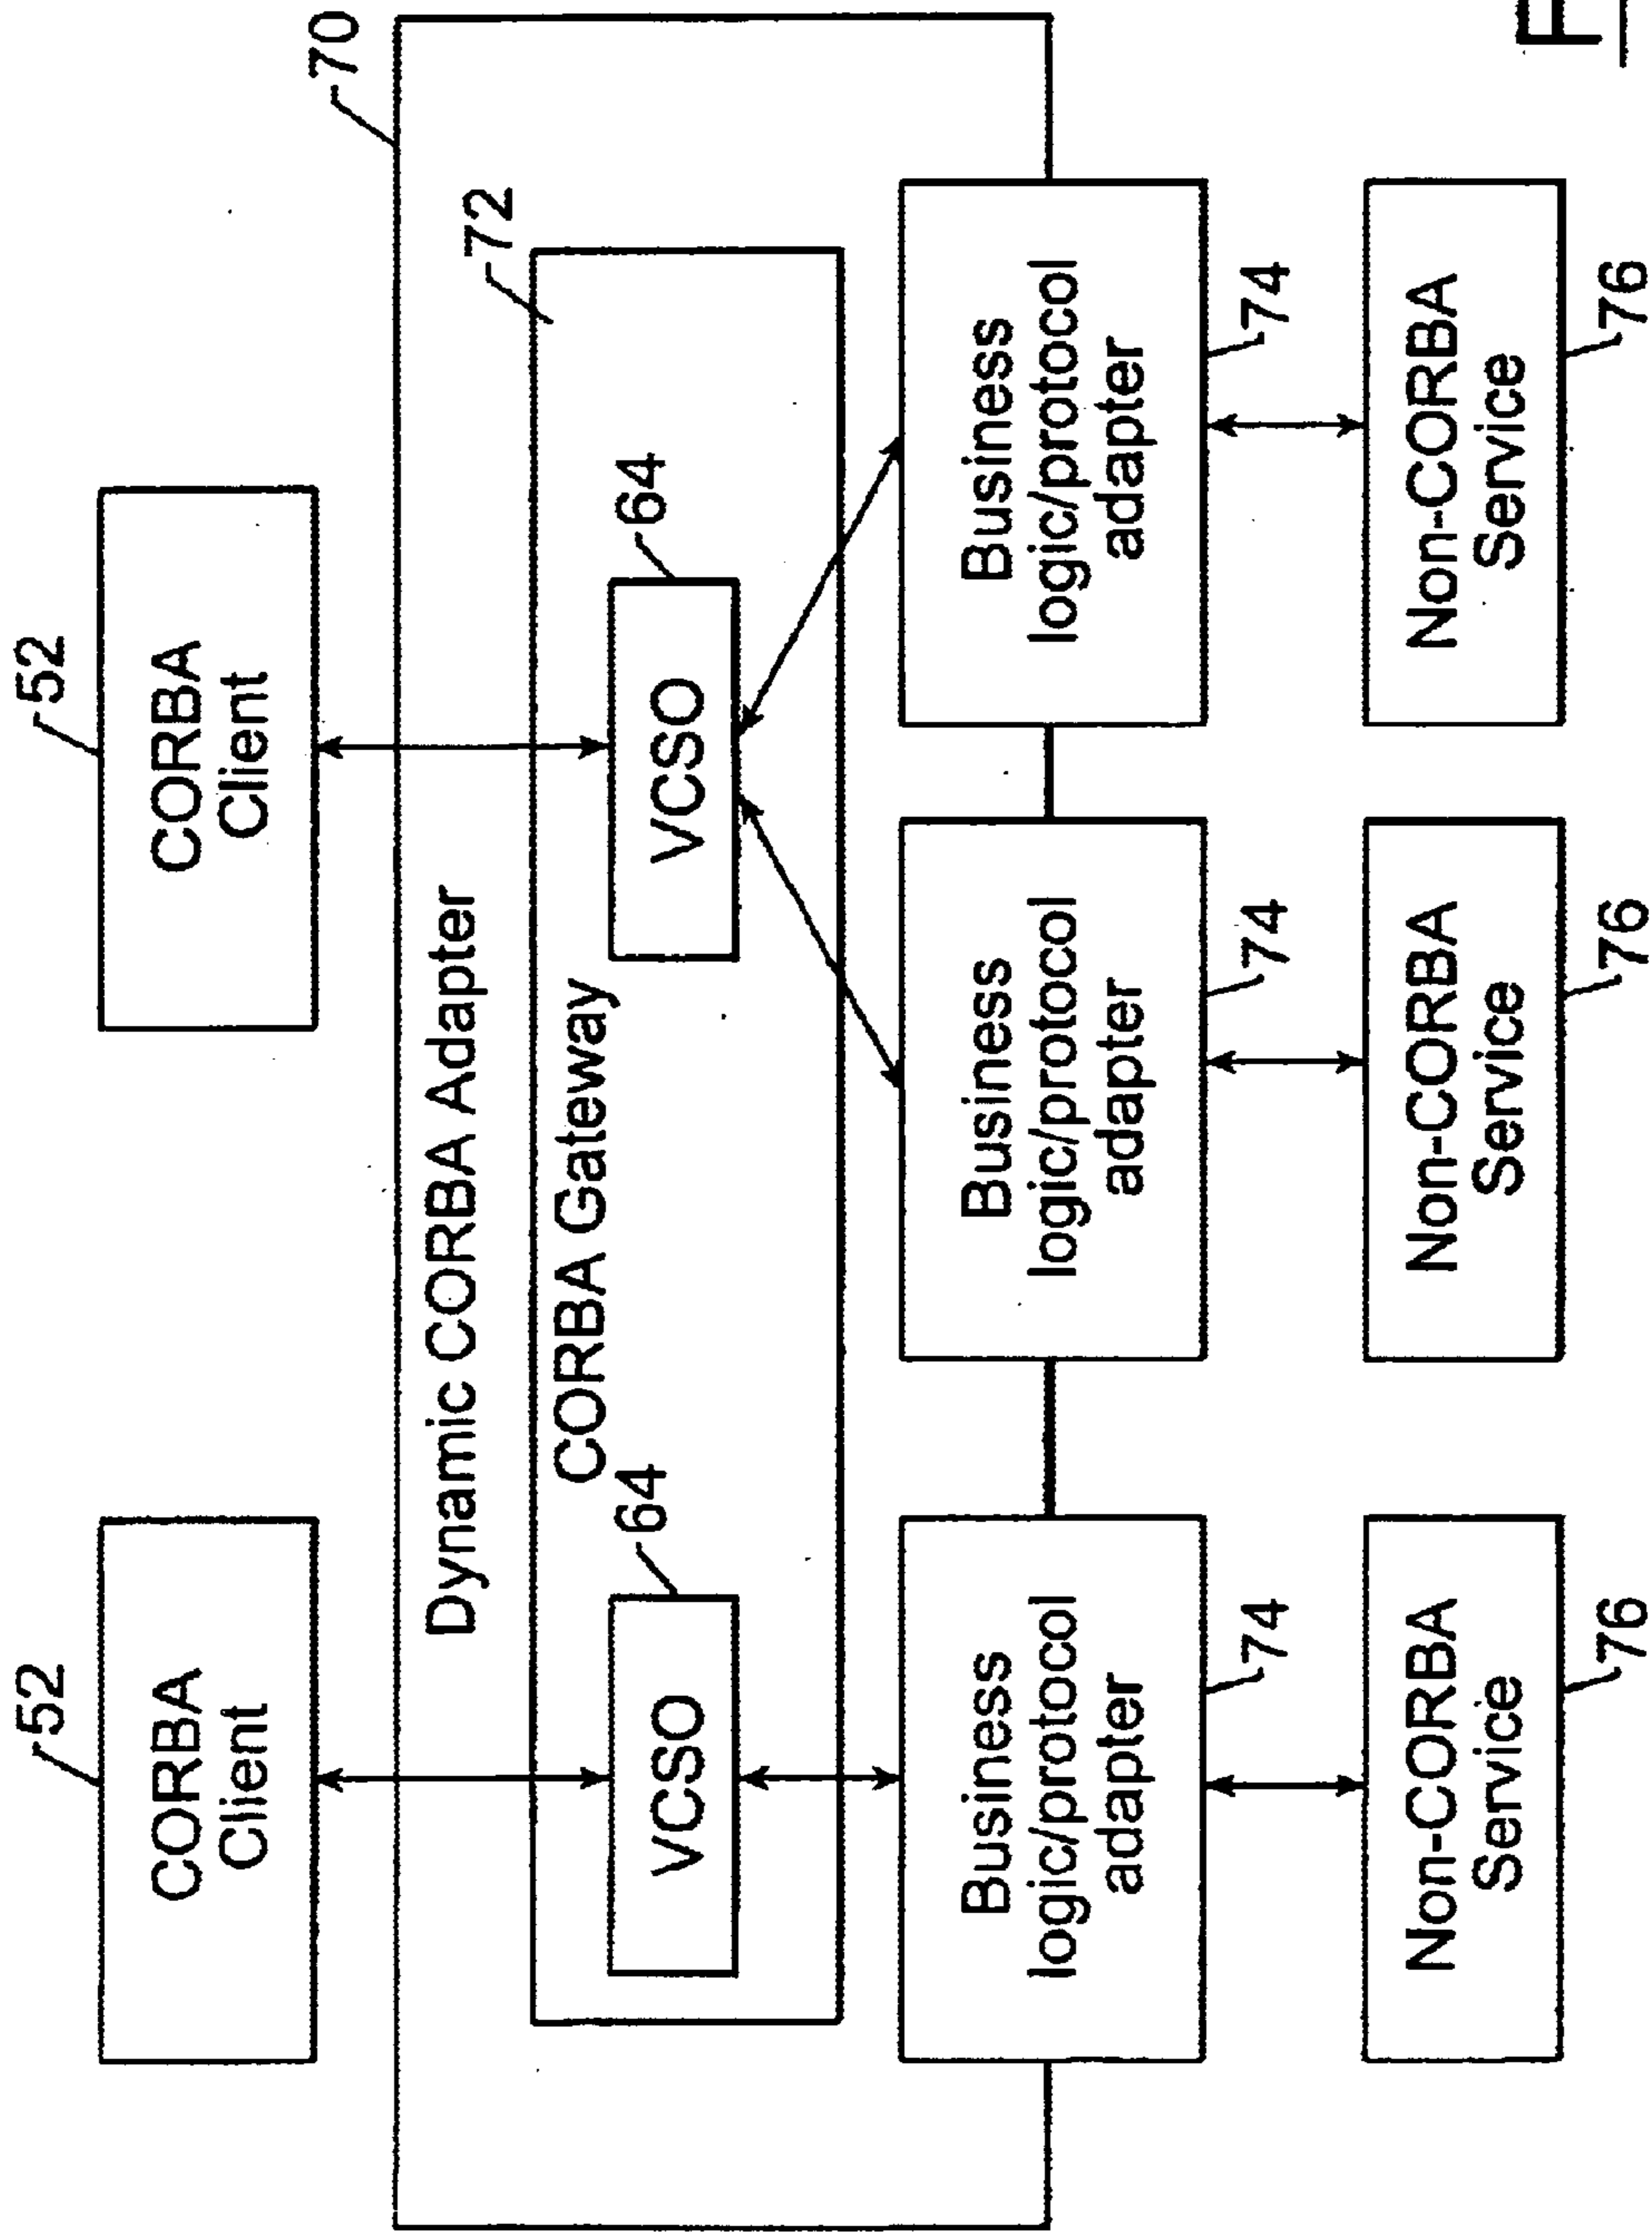 52
52
CORBA
Client
CORBA
Client
70
Dynamic CORBA Adapter
72
CORBA Gateway
64
64
VCSO
VCSO
Business
logic/protocol
adapter
Business
logic/protocol
adapter
Business
logic/protocol
adapter
74
74
74
Non-CORBA
Service
Non-CORBA
Service
Non-CORBA
Service
76
76
76